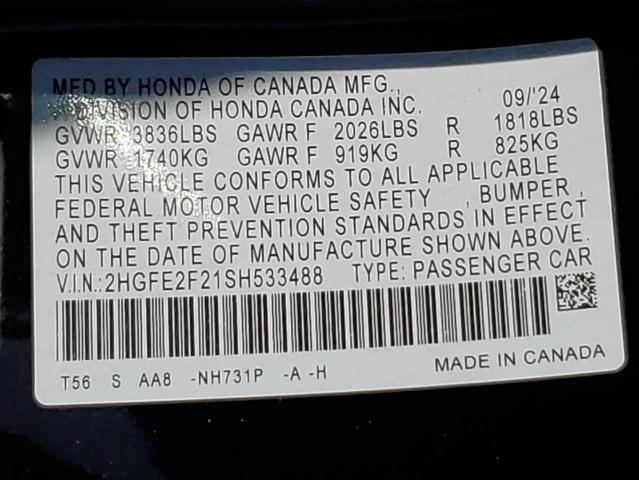 MFD BY HONDA OF CANADA MFG.,
A DIVISION OF HONDA CANADA INC. 09/'24
GVWR 3836LBS GAWR F 2026LBS R 1818LBS
GVWR 1740KG GAWR F 919KG R 825KG
THIS VEHICLE CONFORMS TO ALL APPLICABLE
FEDERAL MOTOR VEHICLE SAFETY , BUMPER ,
AND THEFT PREVENTION STANDARDS IN EFFECT
ON THE DATE OF MANUFACTURE SHOWN ABOVE.
V.I.N.:2HGFE2F21SH533488 TYPE: PASSENGER CAR
T56 S AA8 -NH731P -A -H MADE IN CANADA